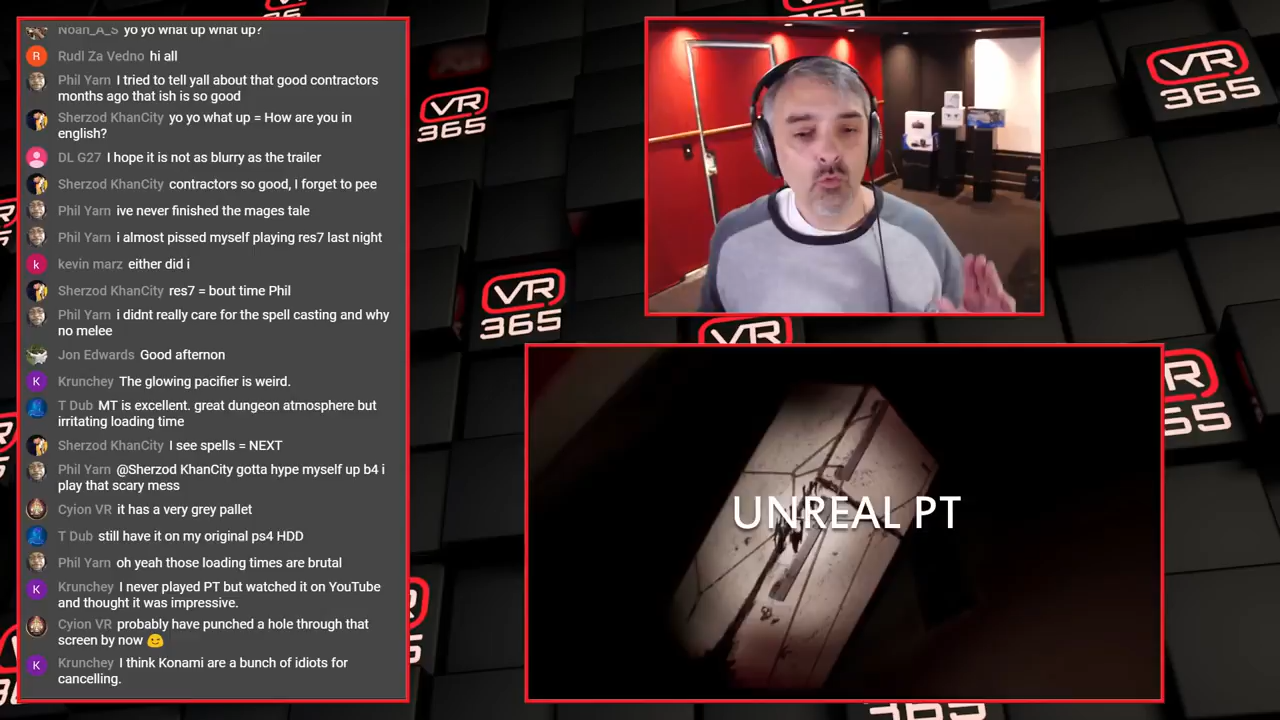 Noah_A_S yo yo what up what up?
R Rudl Za Vedno hi all
Phil Yarn I tried to tell yall about that good contractors
months ago that ish is so good
Sherzod KhanCity yo yo what up = How are you in
english?
DL G27 I hope it is not as blurry as the trailer
Sherzod KhanCity contractors so good, I forget to pee
Phil Yarn ive never finished the mages tale
Phil Yarn i almost pissed myself playing res7 last night
k kevin marz either did i
Sherzod KhanCity res7 = bout time Phil
Phil Yarn i didnt really care for the spell casting and why
no melee
Jon Edwards Good afternon
K Krunchey The glowing pacifier is weird.
T Dub MT is excellent. great dungeon atmosphere but
irritating loading time
Sherzod KhanCity I see spells = NEXT
Phil Yarn @Sherzod KhanCity gotta hype myself up b4 i
play that scary mess
Cyion VR it has a very grey pallet
T Dub still have it on my original ps4 HDD
Phil Yarn oh yeah those loading times are brutal
K Krunchey I never played PT but watched it on YouTube
and thought it was impressive.
Cyion VR probably have punched a hole through that
screen by now 🤗
K Krunchey I think Konami are a bunch of idiots for
cancelling.
365
VR
365
VR
365
VR
365
VR
UNREAL PT
R
65
365